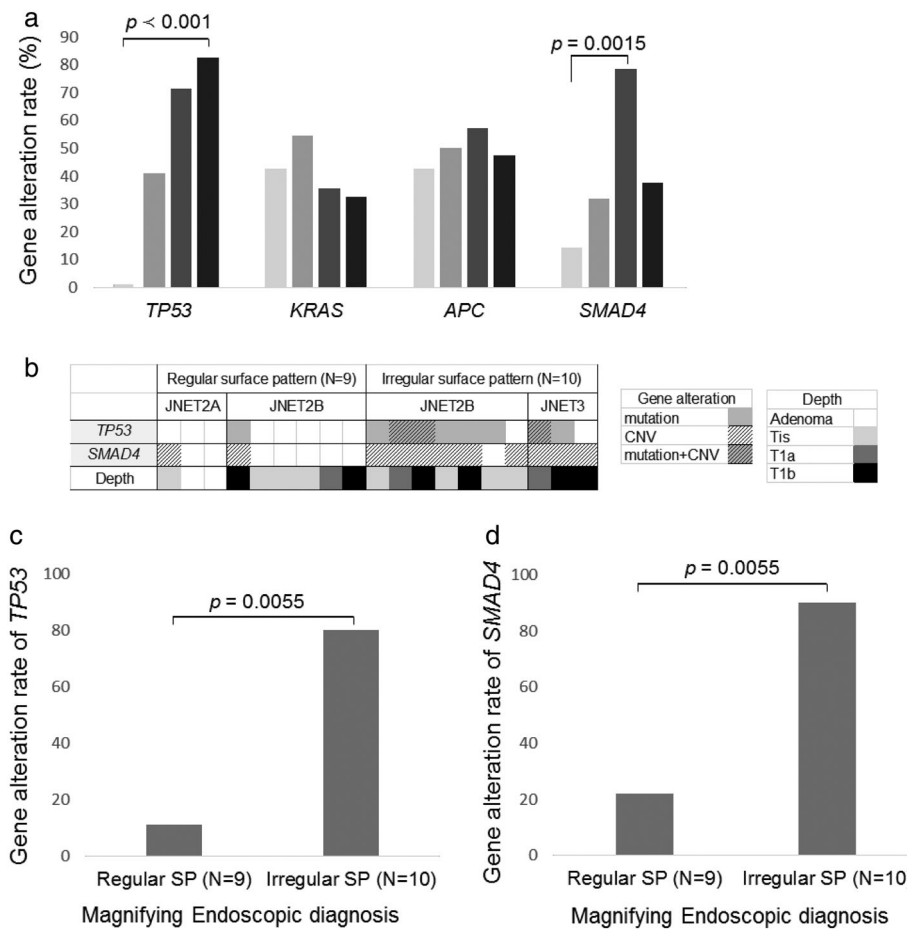 a
p < 0.001
p = 0.0015
Gene alteration rate (%)
90
80
70
60
50
40
30
20
10
0
TP53 KRAS APC SMAD4
b
Regular surface pattern (N=9) Irregular surface pattern (N=10)
JNET2A JNET2B JNET2B JNET3
TP53
SMAD4
Depth
Gene alteration
mutation
CNV
mutation+CNV
Depth
Adenoma
Tis
T1a
T1b
c
Gene alteration rate of TP53
100
80
60
40
20
0
p = 0.0055
Regular SP (N=9) Irregular SP (N=10)
Magnifying Endoscopic diagnosis
d
Gene alteration rate of SMAD4
100
80
60
40
20
0
p = 0.0055
Regular SP (N=9) Irregular SP (N=10)
Magnifying Endoscopic diagnosis